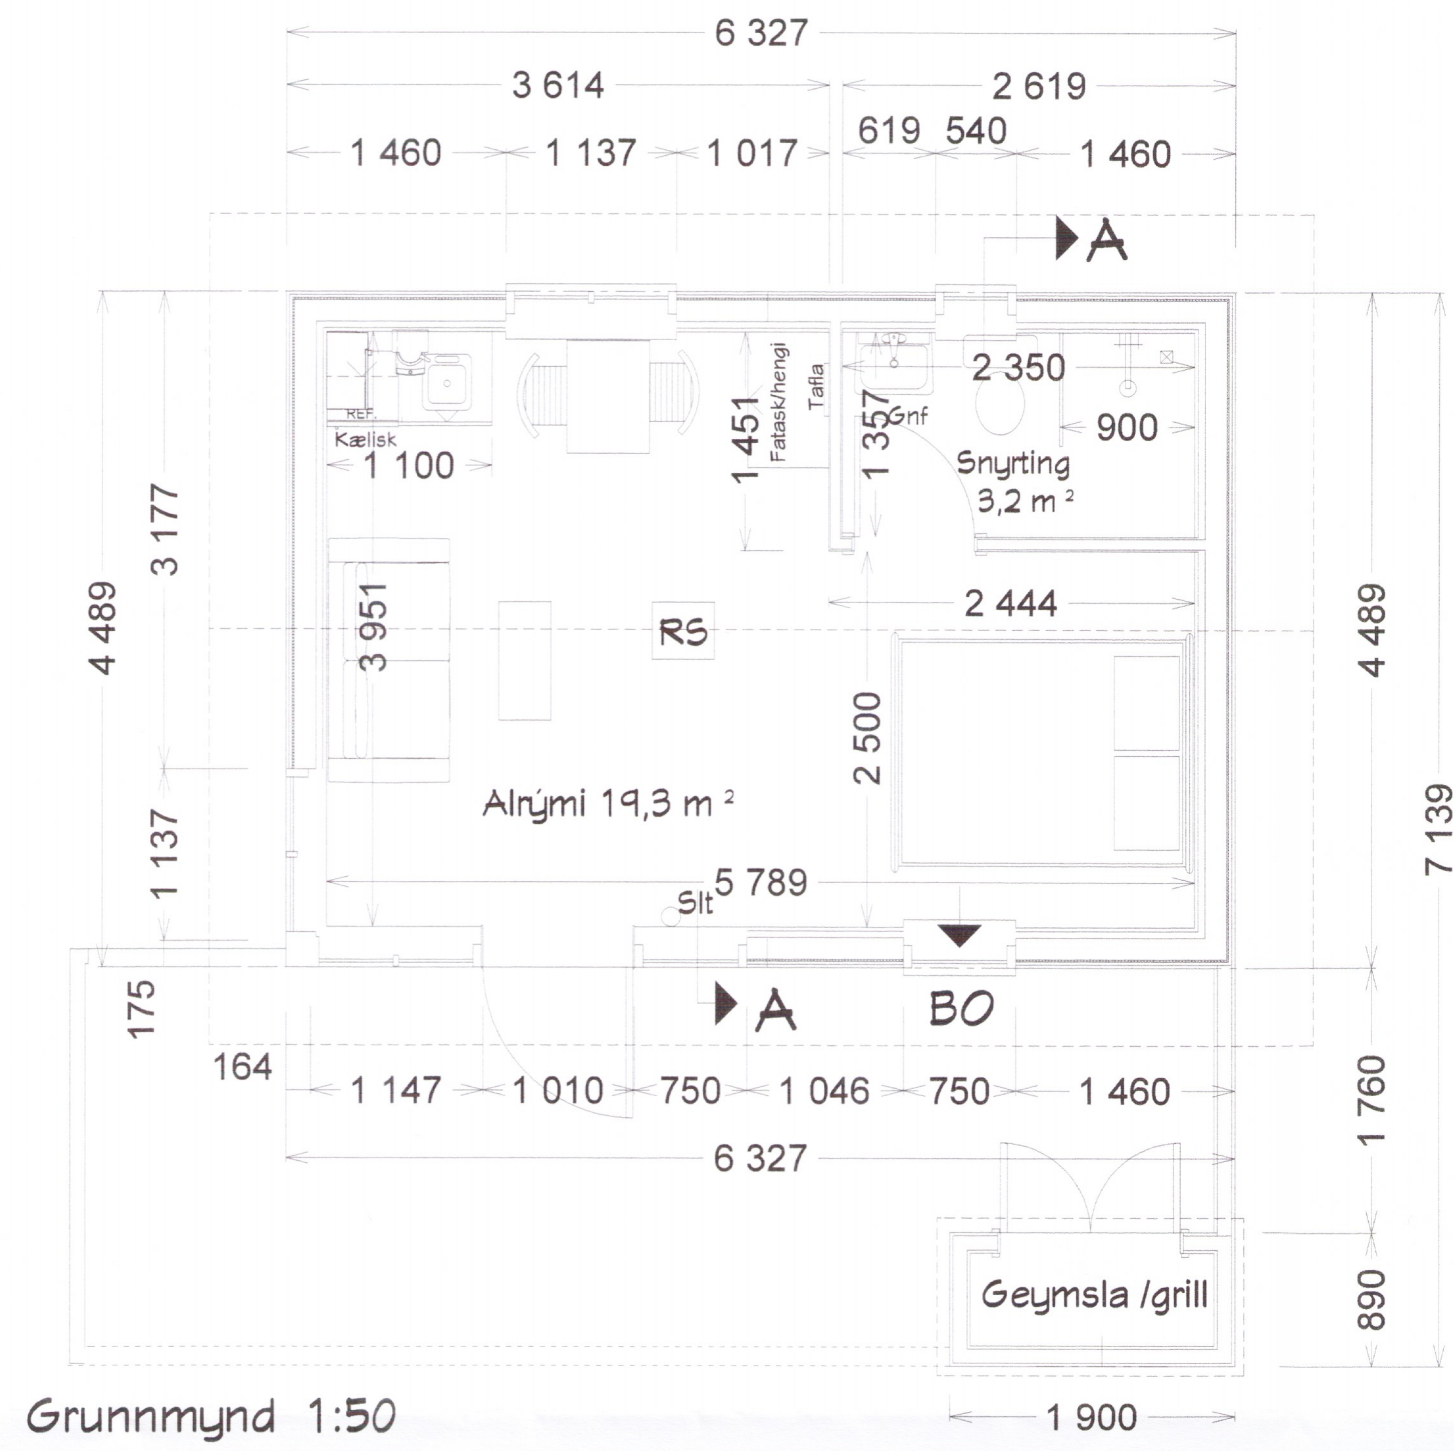 6 327
3 614
2 619
619
540
1 460
1 137
1 017
1 460
A
2 350
Fatask/hengi
Tafla
1 451
1 357
Gnf
900
REF.
Kælisk
1 100
Snyrting
3,2 m ²
3 177
4 489
3 951
RS
2 444
4 489
2 500
Alrými 19,3 m ²
1 137
7 139
5 789
Slt
175
A
BO
164
1 147
1 010
750
1 046
750
1 460
1 760
6 327
Geymsla /grill
890
Grunnmynd 1:50
1 900